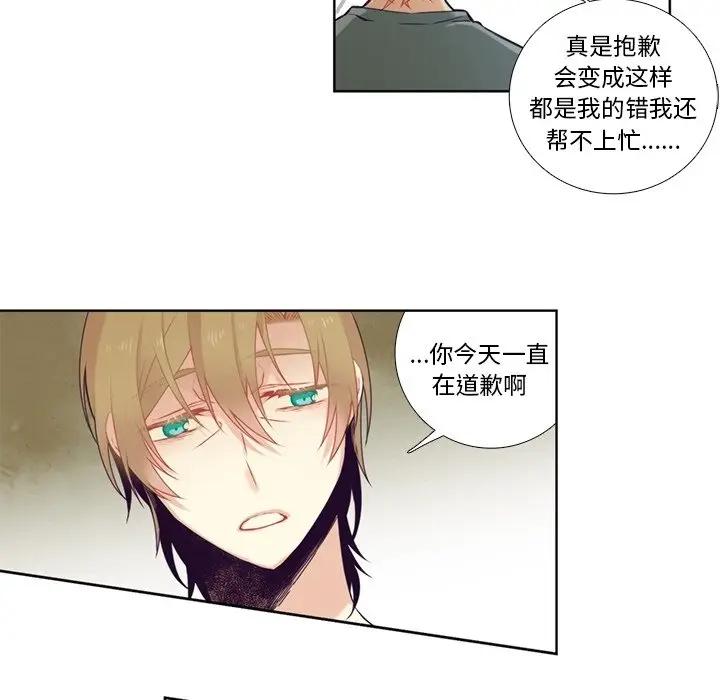 真是抱歉
会变成这样
都是我的错我还
帮不上忙......
...你今天一直
在道歉啊